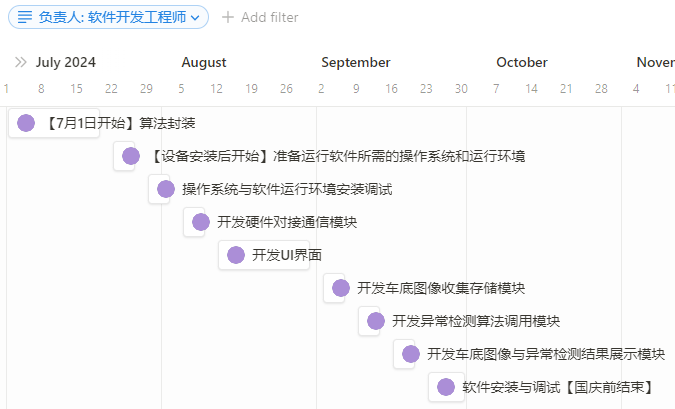 负责人: 软件开发工程师 Add filter
July 2024 August September October Novem
1 8 15 22 29 5 12 19 26 2 9 16 23 30 7 14 21 28 4 11
【7月1日开始】算法封装
【设备安装后开始】准备运行软件所需的操作系统和运行环境
操作系统与软件运行环境安装调试
开发硬件对接通信模块
开发UI界面
开发车底图像收集存储模块
开发异常检测算法调用模块
开发车底图像与异常检测结果展示模块
软件安装与调试【国庆前结束】